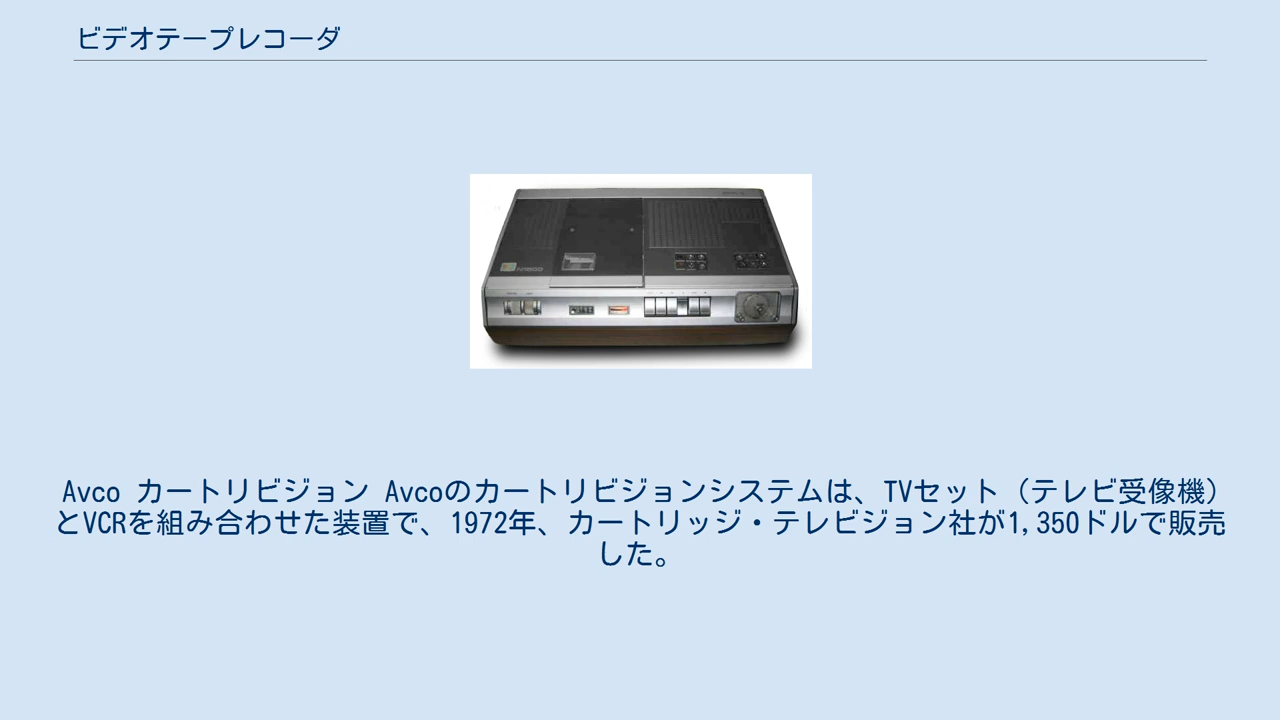 ビデオテープレコーダ
N1500
Avco カートリビジョン Avcoのカートリビジョンシステムは、TVセット（テレビ受像機）
とVCRを組み合わせた装置で、1972年、カートリッジ・テレビジョン社が1,350ドルで販売
した。